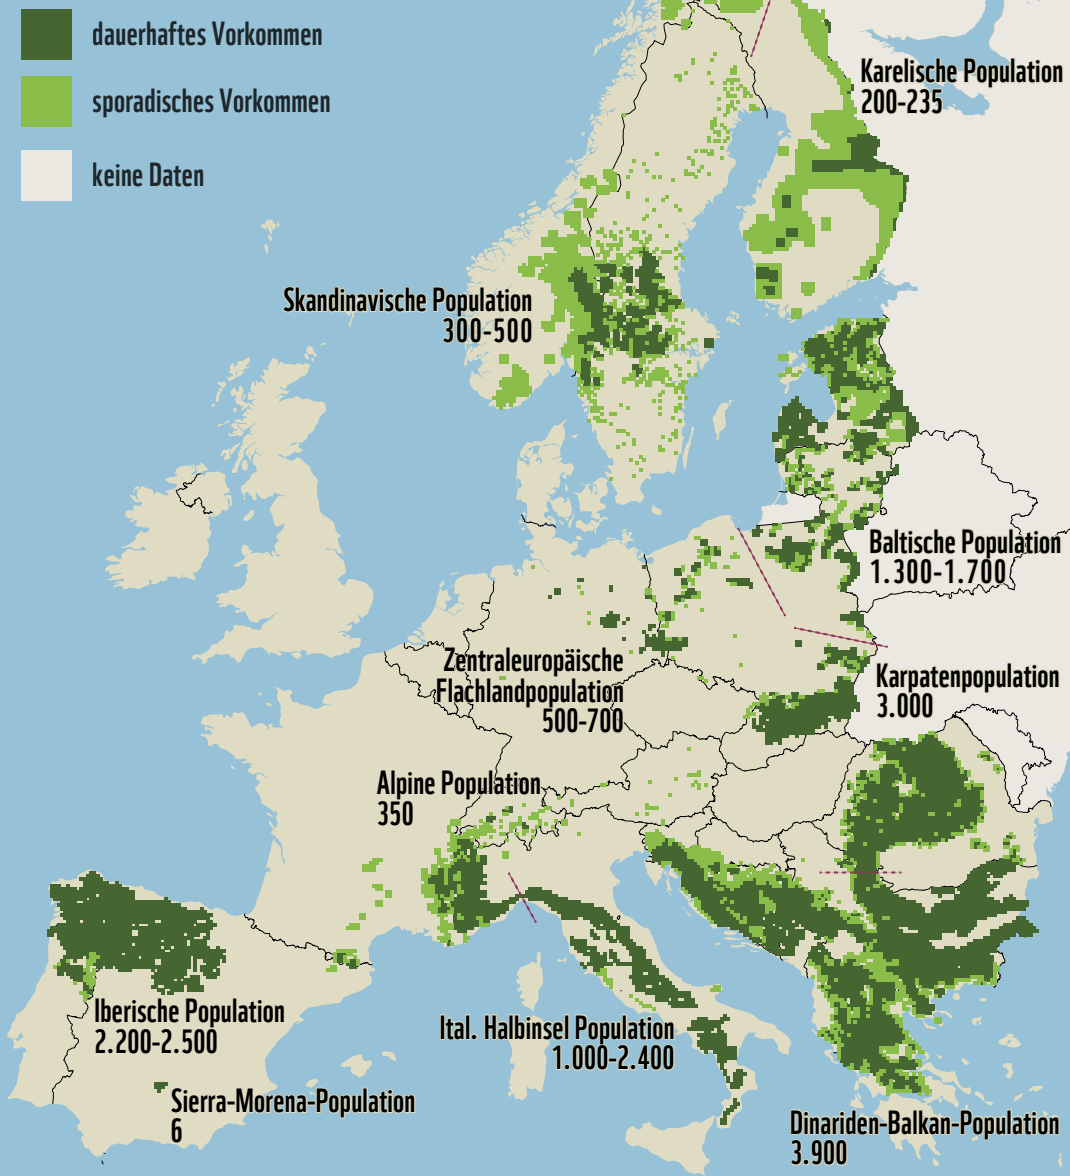 dauerhaftes Vorkommen
sporadisches Vorkommen
keine Daten
Karelische Population
200-235
Skandinavische Population
300-500
Baltische Population
1.300-1.700
Zentraleuropäische
Flachlandpopulation
500-700
Karpatenpopulation
3.000
Alpine Population
350
Iberische Population
2.200-2.500
Ital. Halbinsel Population
1.000-2.400
Sierra-Morena-Population
6
Dinariden-Balkan-Population
3.900